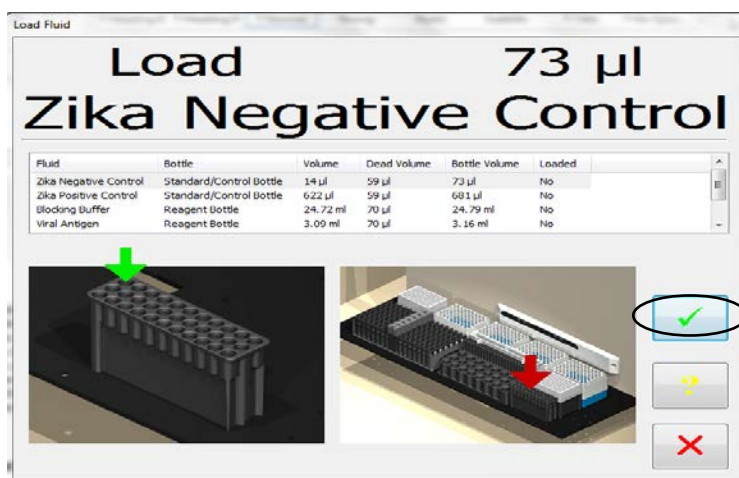 Load Fluid
Load 73 µl
Zika Negative Control
Fluid Bottle Volume Dead Volume Bottle Volume Loaded
Zika Negative Control Standard/Control Bottle 14 µl 59 µl 73 µl No
Zika Positive Control Standard/Control Bottle 622 µl 59 µl 681 µl No
Blocking Buffer Reagent Bottle 24.72 ml 70 µl 24.79 ml No
Viral Antigen Reagent Bottle 3.09 ml 70 µl 3.16 ml No
?